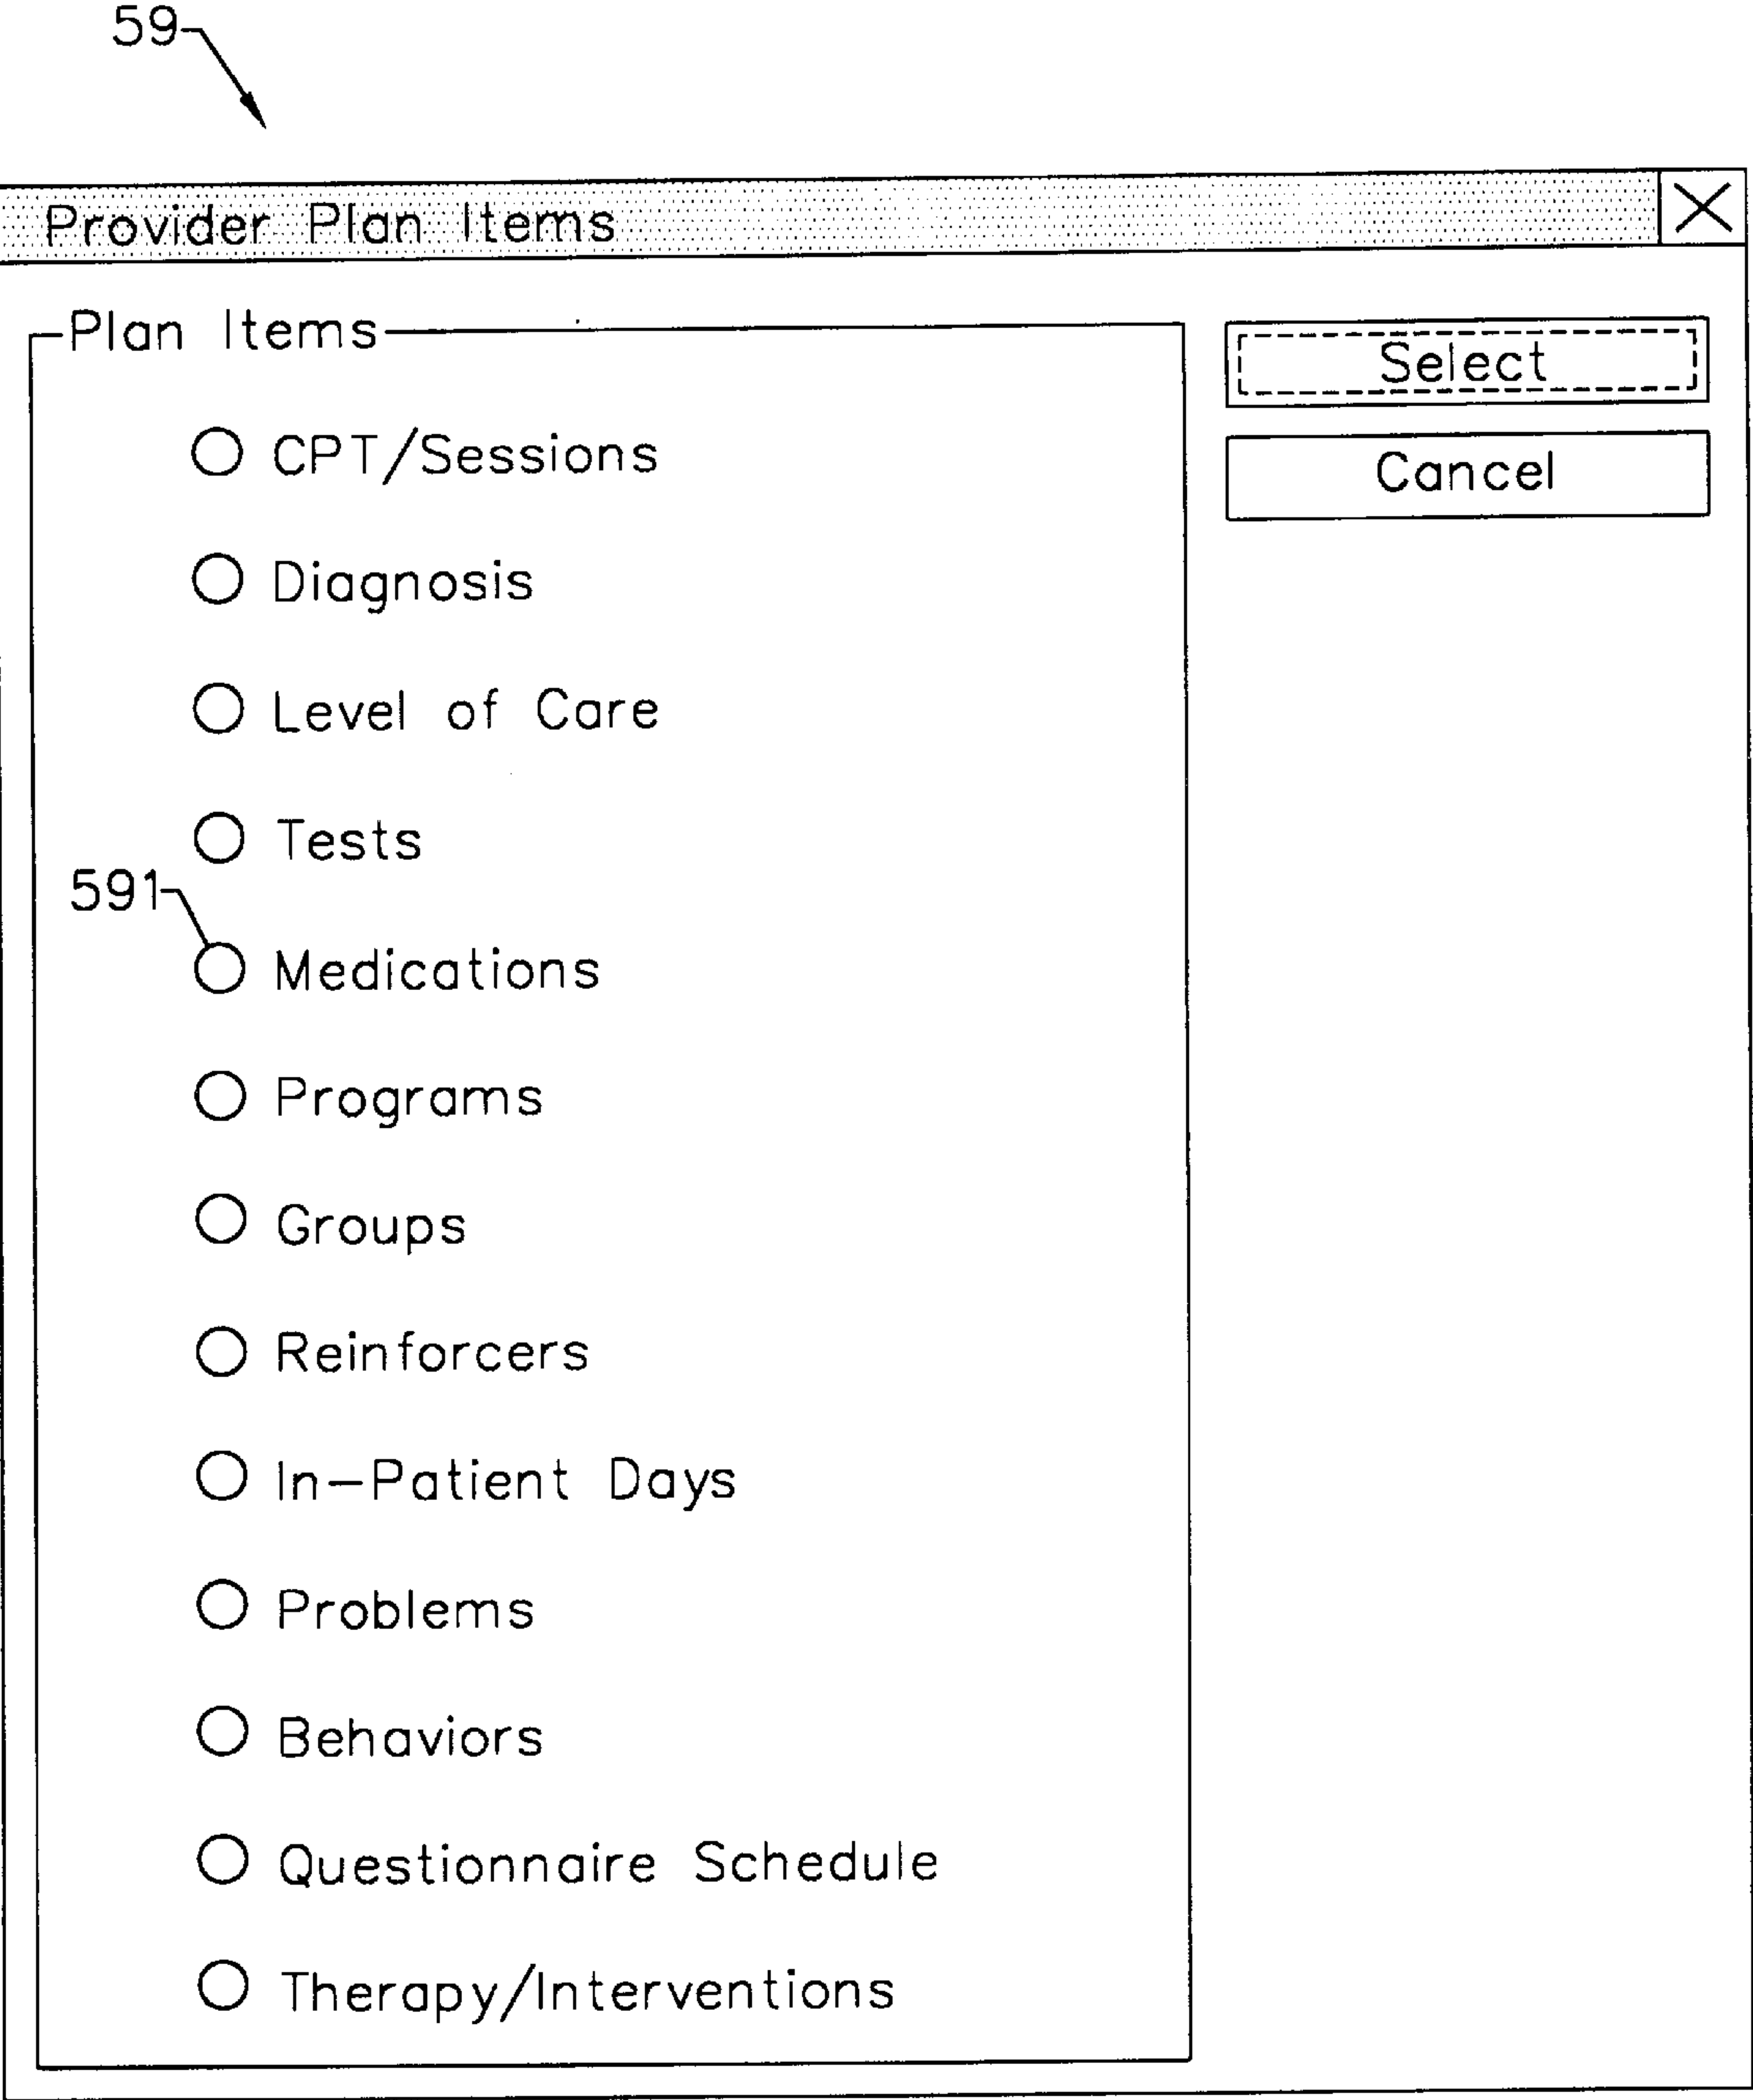 59
Provider Plan Items
Plan Items
Select
Cancel
CPT/Sessions
Diagnosis
Level of Care
Tests
591
Medications
Programs
Groups
Reinforcers
In-Patient Days
Problems
Behaviors
Questionnaire Schedule
Therapy/Interventions